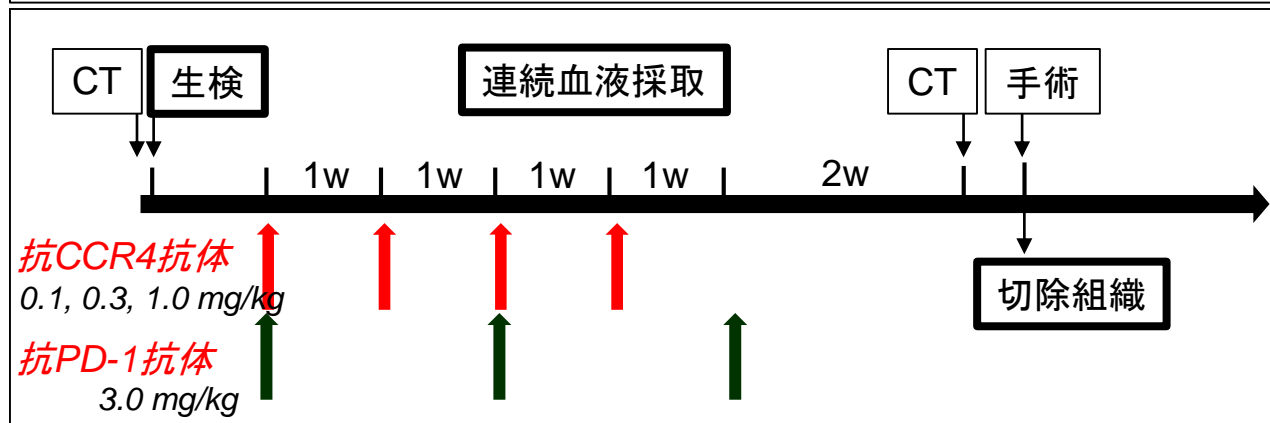 CT
生検
連続血液採取
CT
手術
1w
1w
1w
1w
2w
抗CCR4抗体
0.1, 0.3, 1.0 mg/kg
切除組織
抗PD-1抗体
3.0 mg/kg